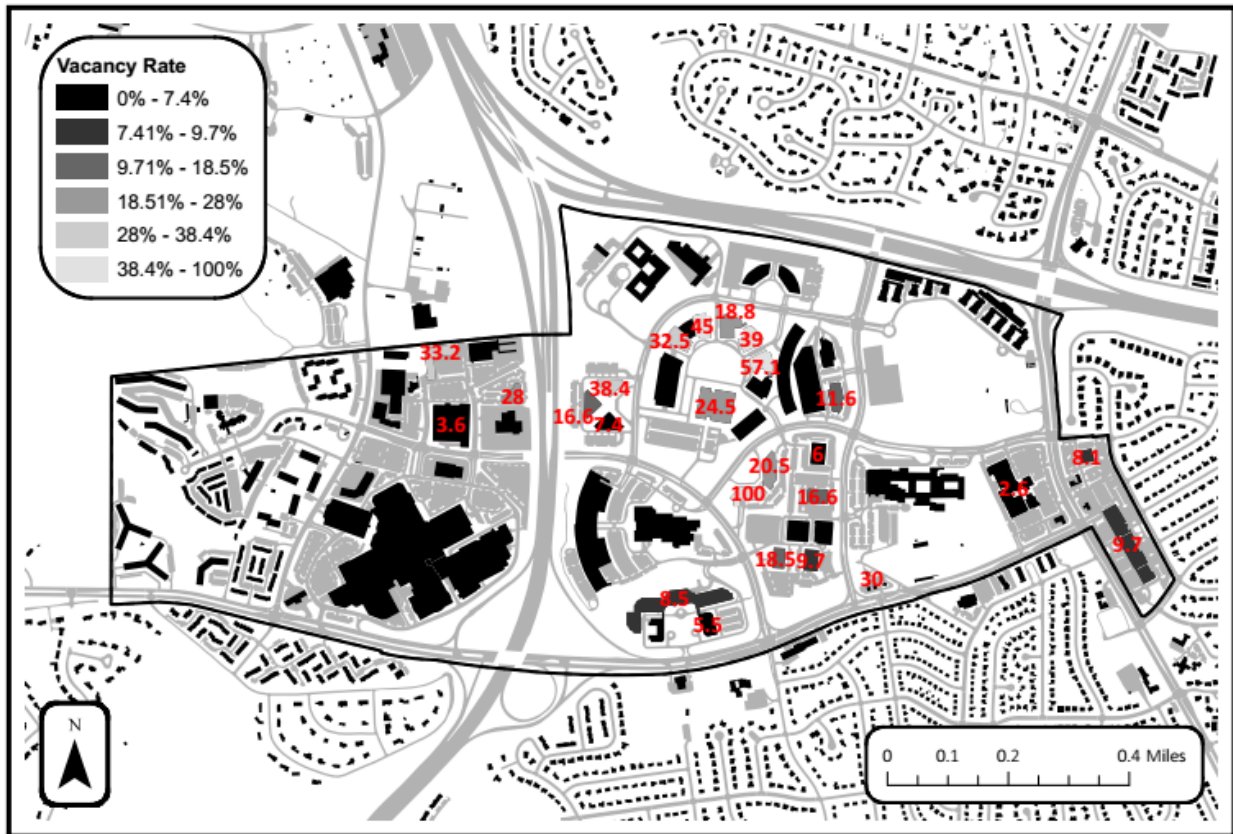 Vacancy Rate
0% - 7.4%
7.41% - 9.7%
9.71% - 18.5%
18.51% - 28%
28% - 38.4%
38.4% - 100%
18.8
45
32.5
39
33.2
57.1
38.4
28
11.6
24.5
16.6
7.4
3.6
6
8.1
20.5
2.6
100
16.6
9.7
18.5
9.7
30
8.5
5.5
N
0 0.1 0.2 0.4 Miles